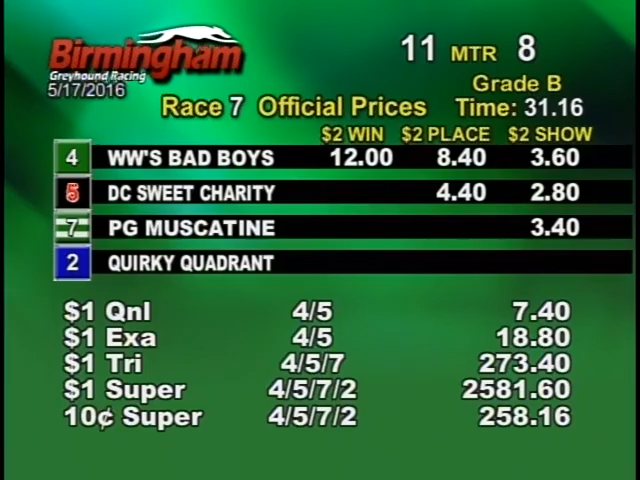 Birmingham
Greyhound Racing
5/17/2016
11 MTR 8
Grade B
Race 7 Official Prices Time: 31.16
$2 WIN $2 PLACE $2 SHOW
4 WW'S BAD BOYS 12.00 8.40 3.60
5 DC SWEET CHARITY 4.40 2.80
7 PG MUSCATINE 3.40
2 QUIRKY QUADRANT
$1 Qnl 4/5 7.40
$1 Exa 4/5 18.80
$1 Tri 4/5/7 273.40
$1 Super 4/5/7/2 2581.60
10¢ Super 4/5/7/2 258.16